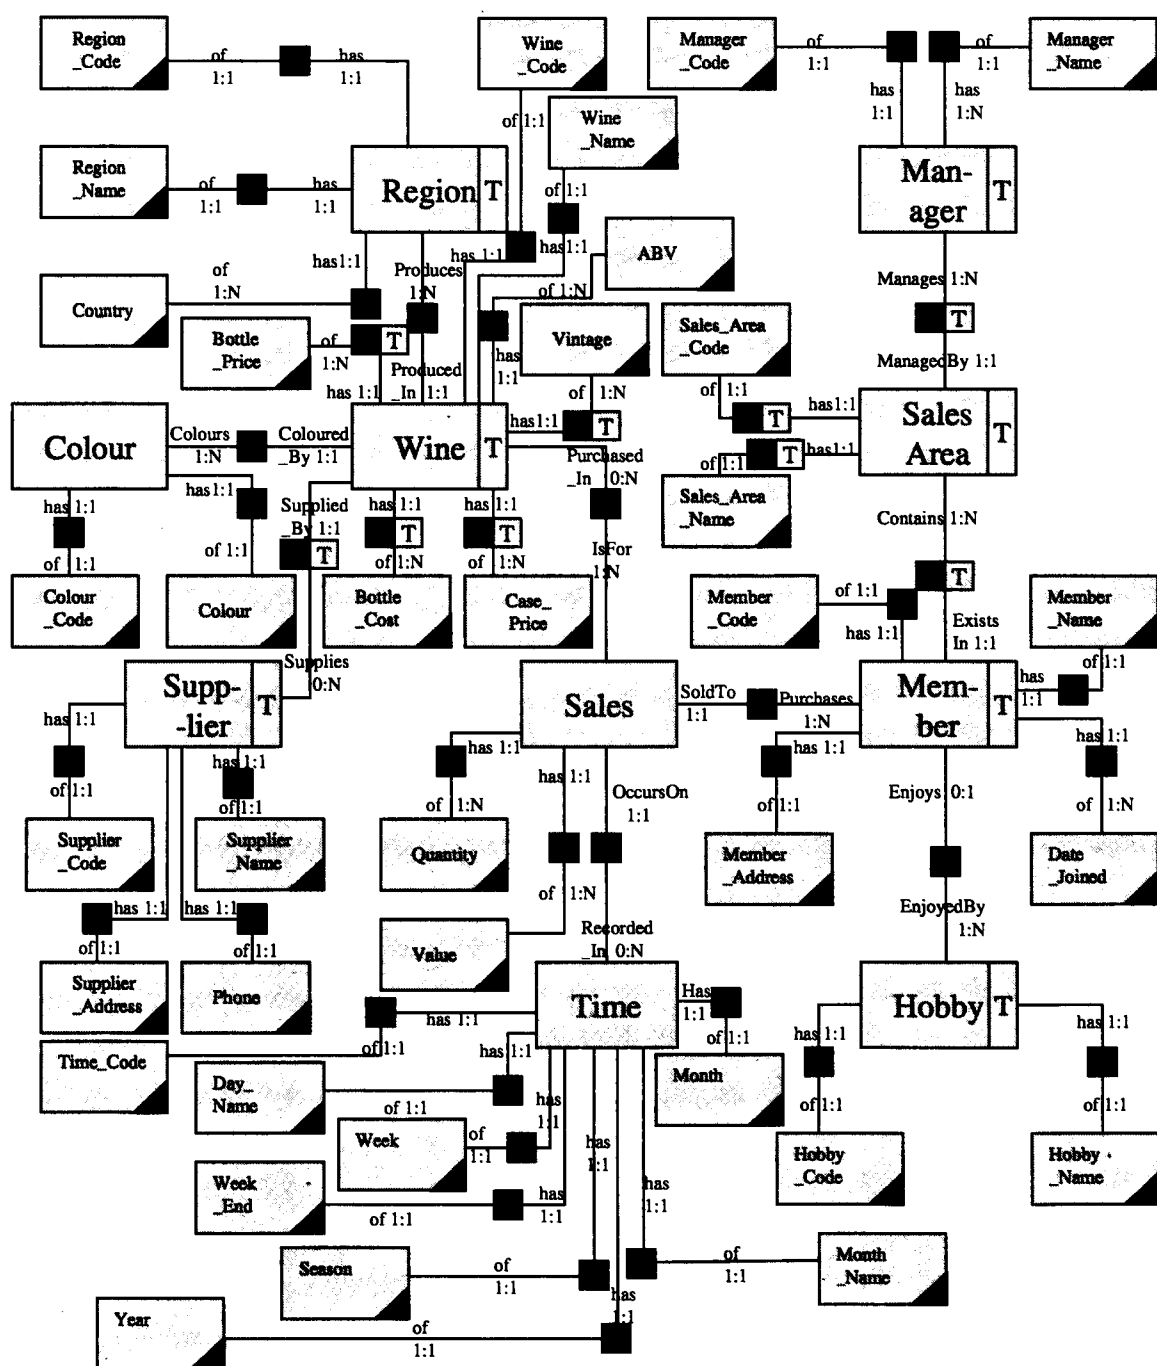 Region
_Code
of
1:1
has
1:1
Wine
_Code
of 1:1
Manager
_Code
of
1:1
of
1:1
Manager
_Name
has
1:1
has
1:N
Wine
_Name
of 1:1
has1:1
Region
_Name
of
1:1
has
1:1
Region
T
has 1:1
Man-
ager
T
ABV
of 1:N
has
1:1
Country
of
1:N
has1:1
Produces
1:N
Produced
_In 1:1
Manages 1:N
T
ManagedBy 1:1
Bottle
_Price
of
1:N
T
has 1:1
Vintage
of 1:N
has1:1
T
Sales_Area
_Code
of
1:1
T
has1:1
Colour
Colours
1:N
Coloured
_By 1:1
Wine
T
Purchased
_In 0:N
IsFor
1:N
Sales
Area
T
of 1:1
T
has1:1
Sales_Area
_Name
Contains 1:N
T
Exists
In 1:1
has 1:1
of 1:1
Colour
_Code
has1:1
of 1:1
Colour
Supplied
_By 1:1
T
Supplies
0:N
has 1:1
T
of 1:N
Bottle
_Cost
has 1:1
T
of 1:N
Case_
Price
Member
_Code
of 1:1
has 1:1
Member
_Name
of 1:1
has
1:1
Supp-
-lier
T
Sales
SoldTo
1:1
Purchases
1:N
Mem-
ber
T
has 1:1
of 1:1
Supplier
_Code
has 1:1
of 1:1
Supplier
_Name
has 1:1
of 1:N
Quantity
has 1:1
of 1:N
Value
OccursOn
1:1
Recorded
_In 0:N
has 1:1
of 1:1
Member
_Address
Enjoys 0:1
EnjoyedBy
1:N
has 1:1
of 1:N
Date
_Joined
has 1:1
of 1:1
Supplier
_Address
has 1:1
of 1:1
Phone
Time
Has
1:1
of 1:1
Month
Hobby
T
Time_Code
of 1:1
has 1:1
Day_
Name
of 1:1
has
1:1
Week
of
1:1
has
1:1
Week
_End
of 1:1
has
1:1
Season
of
1:1
has
1:1
Year
of
1:1
has
1:1
has
1:1
of
1:1
Month
_Name
has 1:1
of 1:1
Hobby
_Code
has
1:1
of 1:1
Hobby
_Name